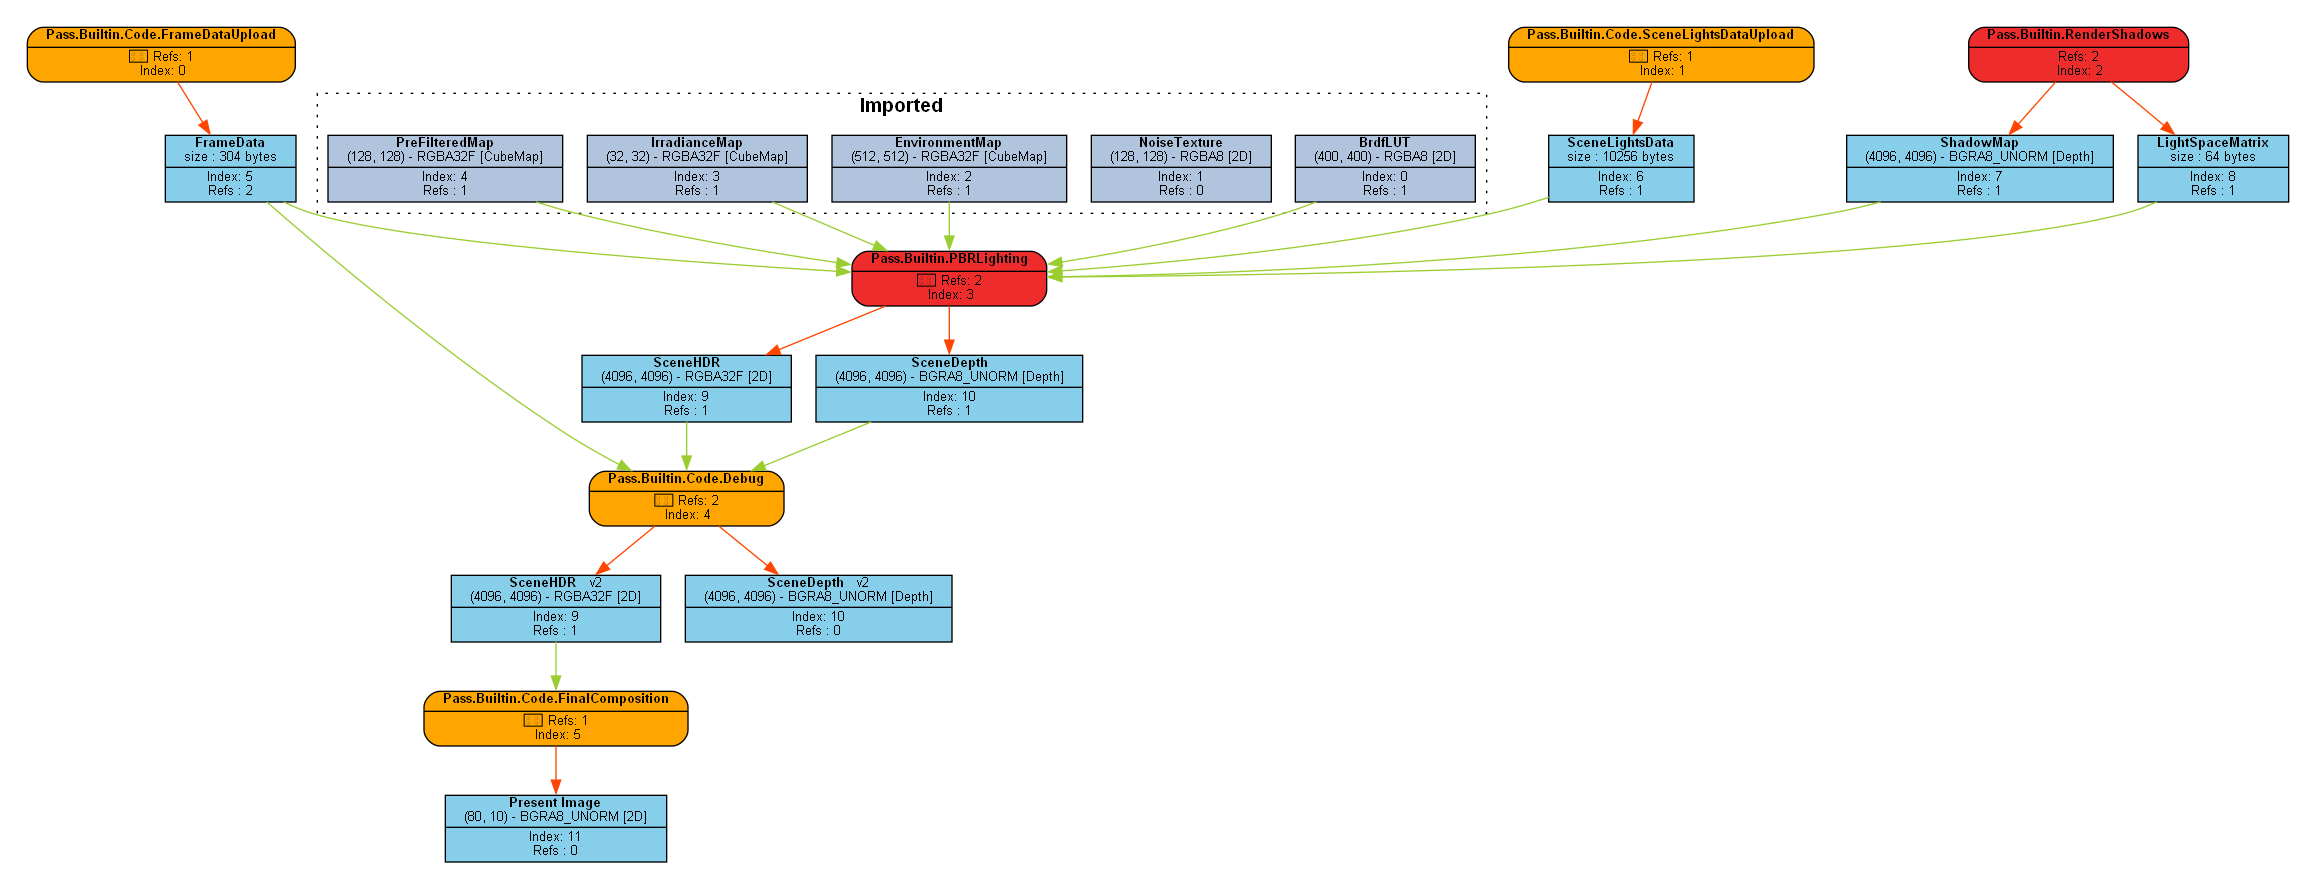 Pass.Builtin.Code.FrameDataUpload
Refs: 1
Index: 0
Pass.Builtin.Code.SceneLightsDataUpload
Refs: 1
Index: 1
Pass.Builtin.RenderShadows
Refs: 2
Index: 2
Imported
FrameData
size : 304 bytes
Index: 5
Refs : 2
PreFilteredMap
(128, 128) - RGBA32F [CubeMap]
Index: 4
Refs : 1
IrradianceMap
(32, 32) - RGBA32F [CubeMap]
Index: 3
Refs : 1
EnvironmentMap
(512, 512) - RGBA32F [CubeMap]
Index: 2
Refs : 1
NoiseTexture
(128, 128) - RGBA8 [2D]
Index: 1
Refs : 0
BrdfLUT
(400, 400) - RGBA8 [2D]
Index: 0
Refs : 1
SceneLightsData
size : 10256 bytes
Index: 6
Refs : 1
ShadowMap
(4096, 4096) - BGRA8_UNORM [Depth]
Index: 7
Refs : 1
LightSpaceMatrix
size : 64 bytes
Index: 8
Refs : 1
Pass.Builtin.PBRLighting
Refs: 2
Index: 3
SceneHDR
(4096, 4096) - RGBA32F [2D]
Index: 9
Refs : 1
SceneDepth
(4096, 4096) - BGRA8_UNORM [Depth]
Index: 10
Refs : 1
Pass.Builtin.Code.Debug
Refs: 2
Index: 4
SceneHDR v2
(4096, 4096) - RGBA32F [2D]
Index: 9
Refs : 1
SceneDepth v2
(4096, 4096) - BGRA8_UNORM [Depth]
Index: 10
Refs : 0
Pass.Builtin.Code.FinalComposition
Refs: 1
Index: 5
Present Image
(80, 10) - BGRA8_UNORM [2D]
Index: 11
Refs : 0